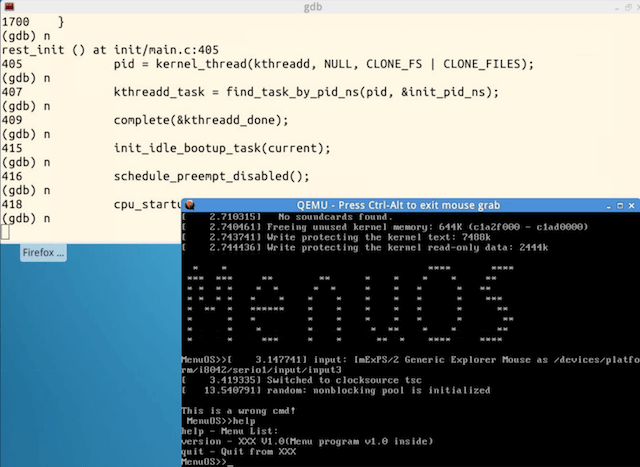 gdb
1700    }
(gdb) n
rest_init () at init/main.c:405
405             pid = kernel_thread(kthreadd, NULL, CLONE_FS | CLONE_FILES);
(gdb) n
407             kthreadd_task = find_task_by_pid_ns(pid, &init_pid_ns);
(gdb) n
409             complete(&kthreadd_done);
(gdb) n
415             init_idle_bootup_task(current);
(gdb) n
416             schedule_preempt_disabled();
(gdb) n
418             cpu_startu
(gdb) n
Firefox ...
QEMU - Press Ctrl-Alt to exit mouse grab
[    2.710315]   No soundcards found.
[    2.740461] Freeing unused kernel memory: 644K (c1a2f000 - c1ad0000)
[    2.743741] Write protecting the kernel text: 7488k
[    2.744436] Write protecting the kernel read-only data: 2444k
MenuOS
MenuOS>>[    3.147741] input: ImExPS/2 Generic Explorer Mouse as /devices/platfo
rm/i8042/serio1/input/input3
[    3.419335] Switched to clocksource tsc
[   13.540791] random: nonblocking pool is initialized
This is a wrong cmd!
MenuOS>>help
help - Menu List:
version - XXX V1.0(Menu program v1.0 inside)
quit - Quit from XXX
MenuOS>>_